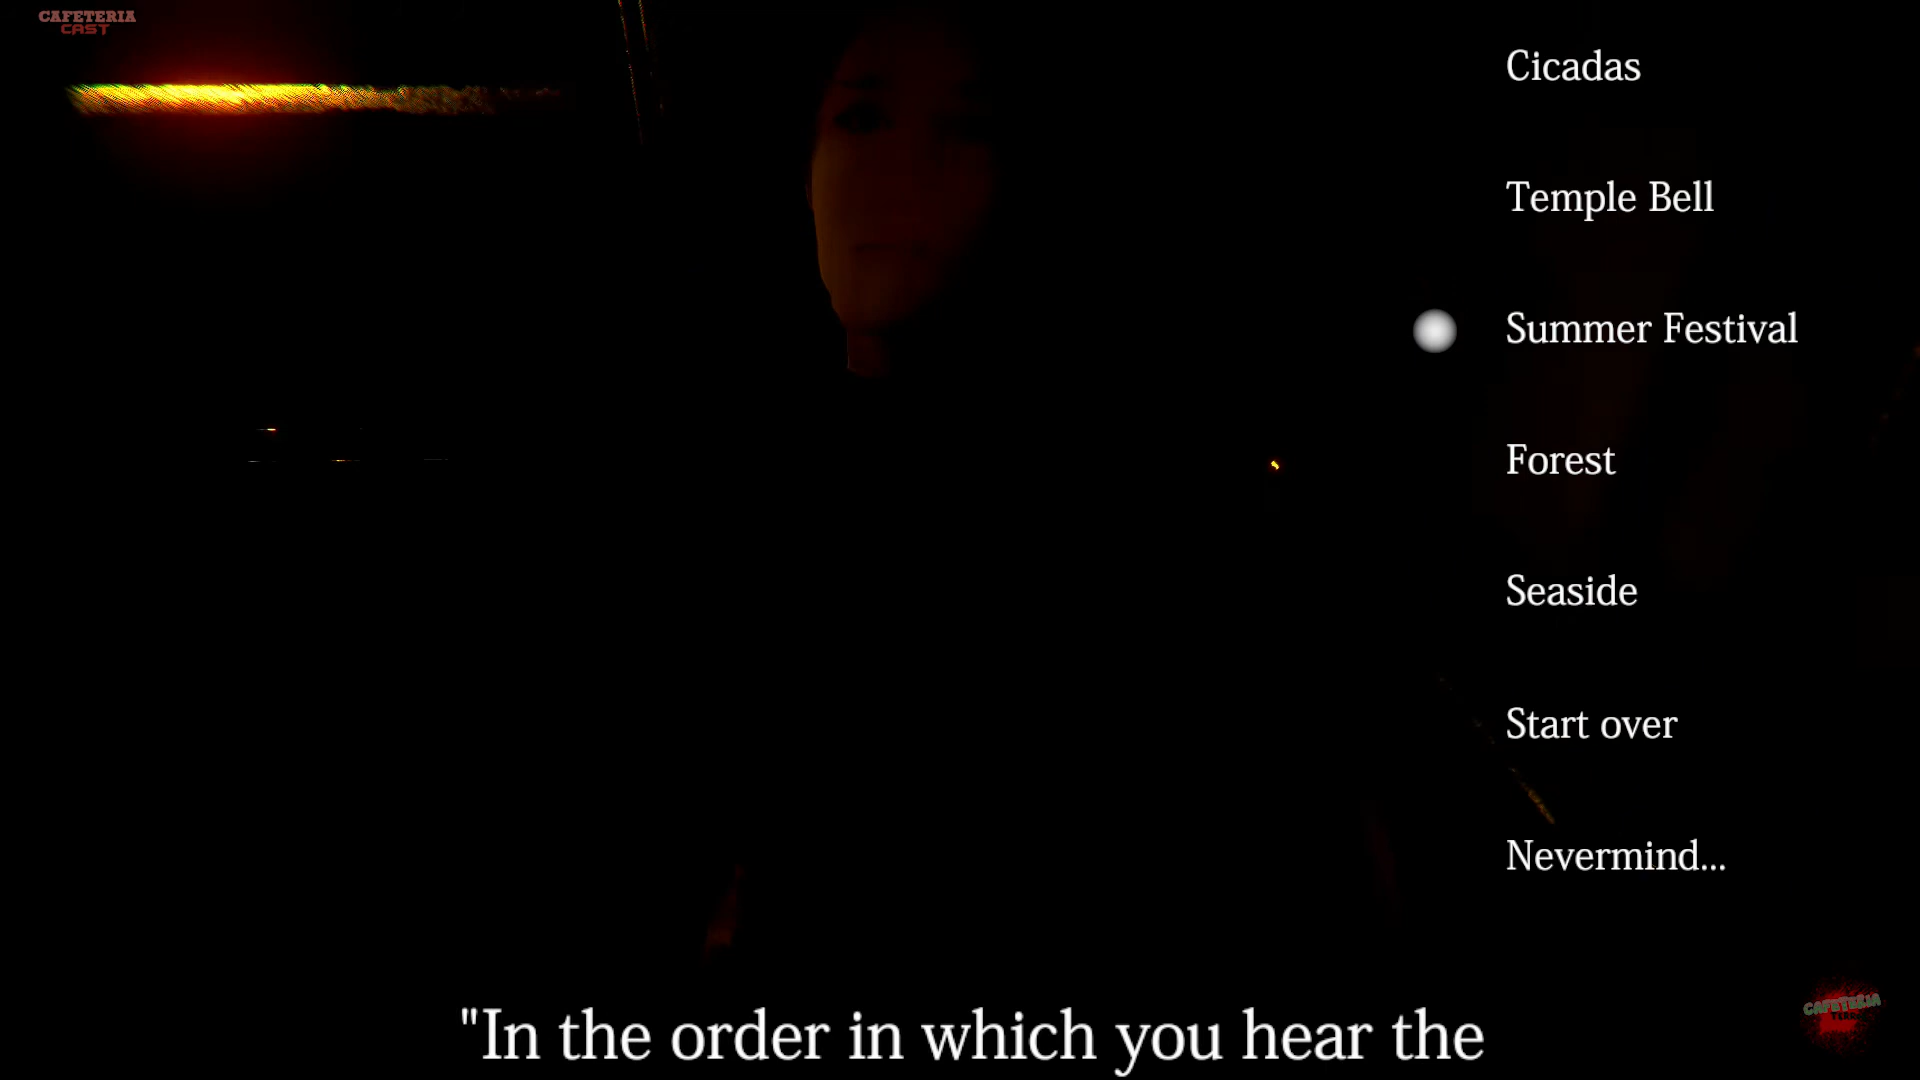 CAFETERIA
CAST
Cicadas
Temple Bell
Summer Festival
Forest
Seaside
Start over
Nevermind...
CAFETERIA
"In the order in which you hear the